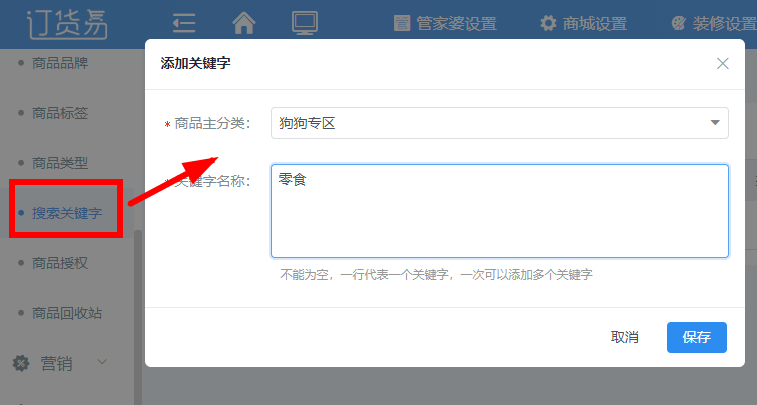 订货易
管家婆设置
商城设置
装修设置
商品品牌
商品标签
商品类型
搜索关键字
商品授权
商品回收站
营销
添加关键字
* 商品主分类：
狗狗专区
关键字名称：
零食
不能为空，一行代表一个关键字，一次可以添加多个关键字
取消
保存